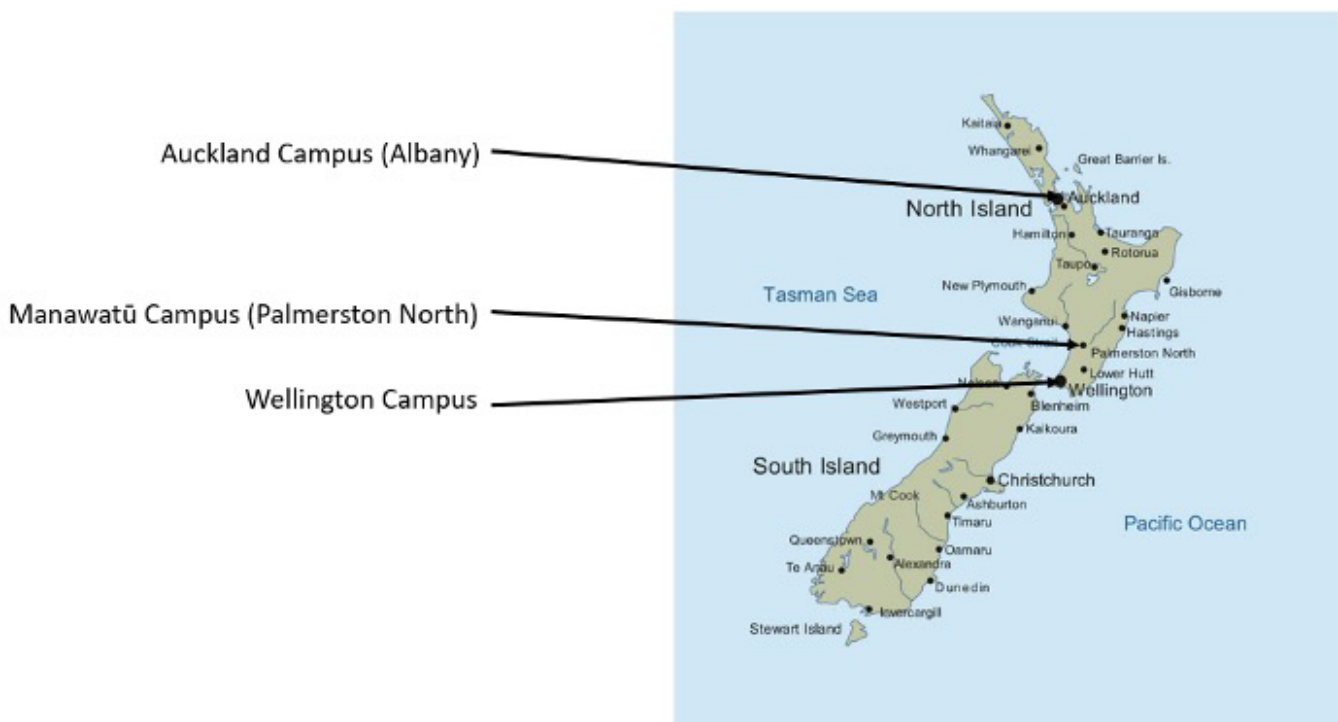 Auckland Campus (Albany)
Manawatū Campus (Palmerston North)
Wellington Campus
Kaitaia
Whangarei
Great Barrier Is.
Auckland
North Island
Hamilton
Tauranga
Rotorua
Taupo
New Plymouth
Gisborne
Tasman Sea
Wanganui
Napier
Hastings
Cook Strait
Palmerston North
Lower Hutt
Nelson
Wellington
Blenheim
Westport
Kaikoura
Greymouth
South Island
Christchurch
Mt Cook
Ashburton
Timaru
Pacific Ocean
Queenstown
Oamaru
Te Anau
Alexandra
Dunedin
Invercargill
Stewart Island